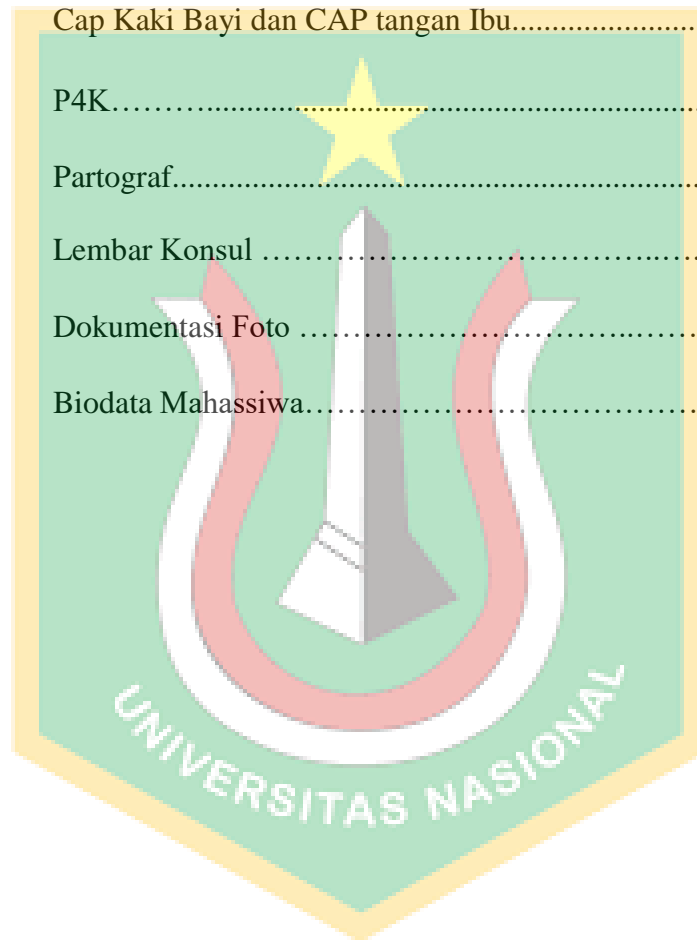 Cap Kaki Bayi dan CAP tangan Ibu.......................
P4K………...............................................................
Partograf..................................................................
Lembar Konsul …………………………………......
Dokumentasi Foto ………………………………….
Biodata Mahassiwa………………………………….
UNIVERSITAS NASIONAL